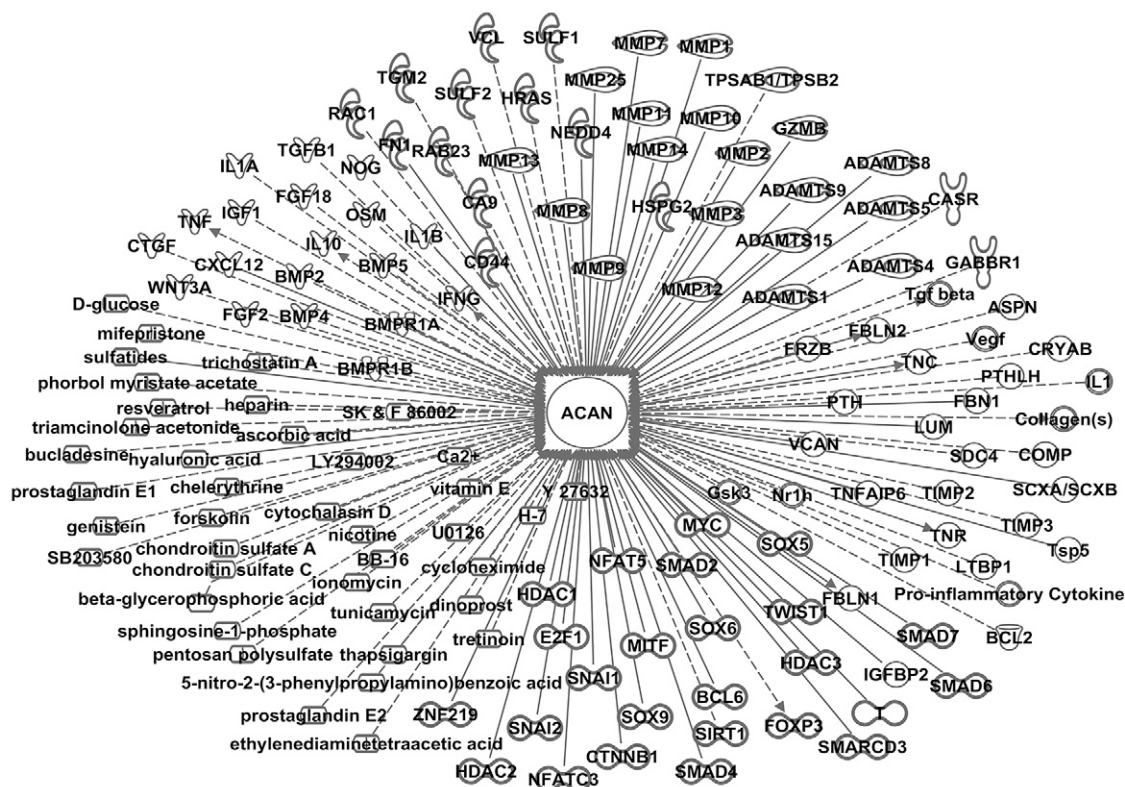 VCL
SULF1
MMP7
MMP1
TGM2
SULF2
HRAS
MMP25
TPSAB1/TPSB2
RAC1
MMP11
MMP10
GZMB
FN1
RAB23
NEDD4
MMP14
MMP2
TGFB1
NOG
MMP13
ADAMTS8
IL1A
FGF18
CA9
ADAMTS9
CASR
TNF
IGF1
OSM
MMP8
HSPG2
MMP3
ADAMTS5
CTGF
IL10
IL1B
ADAMTS15
CXCL12
BMP2
BMP5
CD44
MMP9
ADAMTS4
GABBR1
WNT3A
IFNG
MMP12
ADAMTS1
Tgf beta
D-glucose
FGF2
BMP4
BMPR1A
FBLN2
ASPN
mifepristone
FRZB
Vegf
sulfatides
trichostatin A
BMPR1B
TNC
CRYAB
phorbol myristate acetate
PTHLH
IL1
resveratrol
heparin
SK & F 86002
ACAN
PTH
FBN1
triamcinolone acetonide
ascorbic acid
LUM
Collagen(s)
bucladesine
hyaluronic acid
LY294002
Ca2+
VCAN
SDC4
COMP
prostaglandin E1
chelerythrine
vitamin E
Y 27632
Gsk3
Nr1h
TNFAIP6
TIMP2
SCXA/SCXB
genistein
forskolin
cytochalasin D
H-7
MYC
TIMP3
nicotine
U0126
SOX5
TNR
Tsp5
SB203580
chondroitin sulfate A
BB-16
NFAT5
SMAD2
TIMP1
LTBP1
chondroitin sulfate C
ionomycin
cycloheximide
beta-glycerophosphoric acid
HDAC1
FBLN1
Pro-inflammatory Cytokine
tunicamycin
dinoprost
TWIST1
sphingosine-1-phosphate
tretinoin
E2F1
MITF
SOX6
SMAD7
BCL2
pentosan polysulfate
thapsigargin
HDAC3
IGFBP2
5-nitro-2-(3-phenylpropylamino)benzoic acid
SNAI1
BCL6
SMAD6
prostaglandin E2
ZNF219
SNAI2
SOX9
SIRT1
FOXP3
T
ethylenediaminetetraacetic acid
CTNNB1
SMARCD3
HDAC2
NFATC3
SMAD4